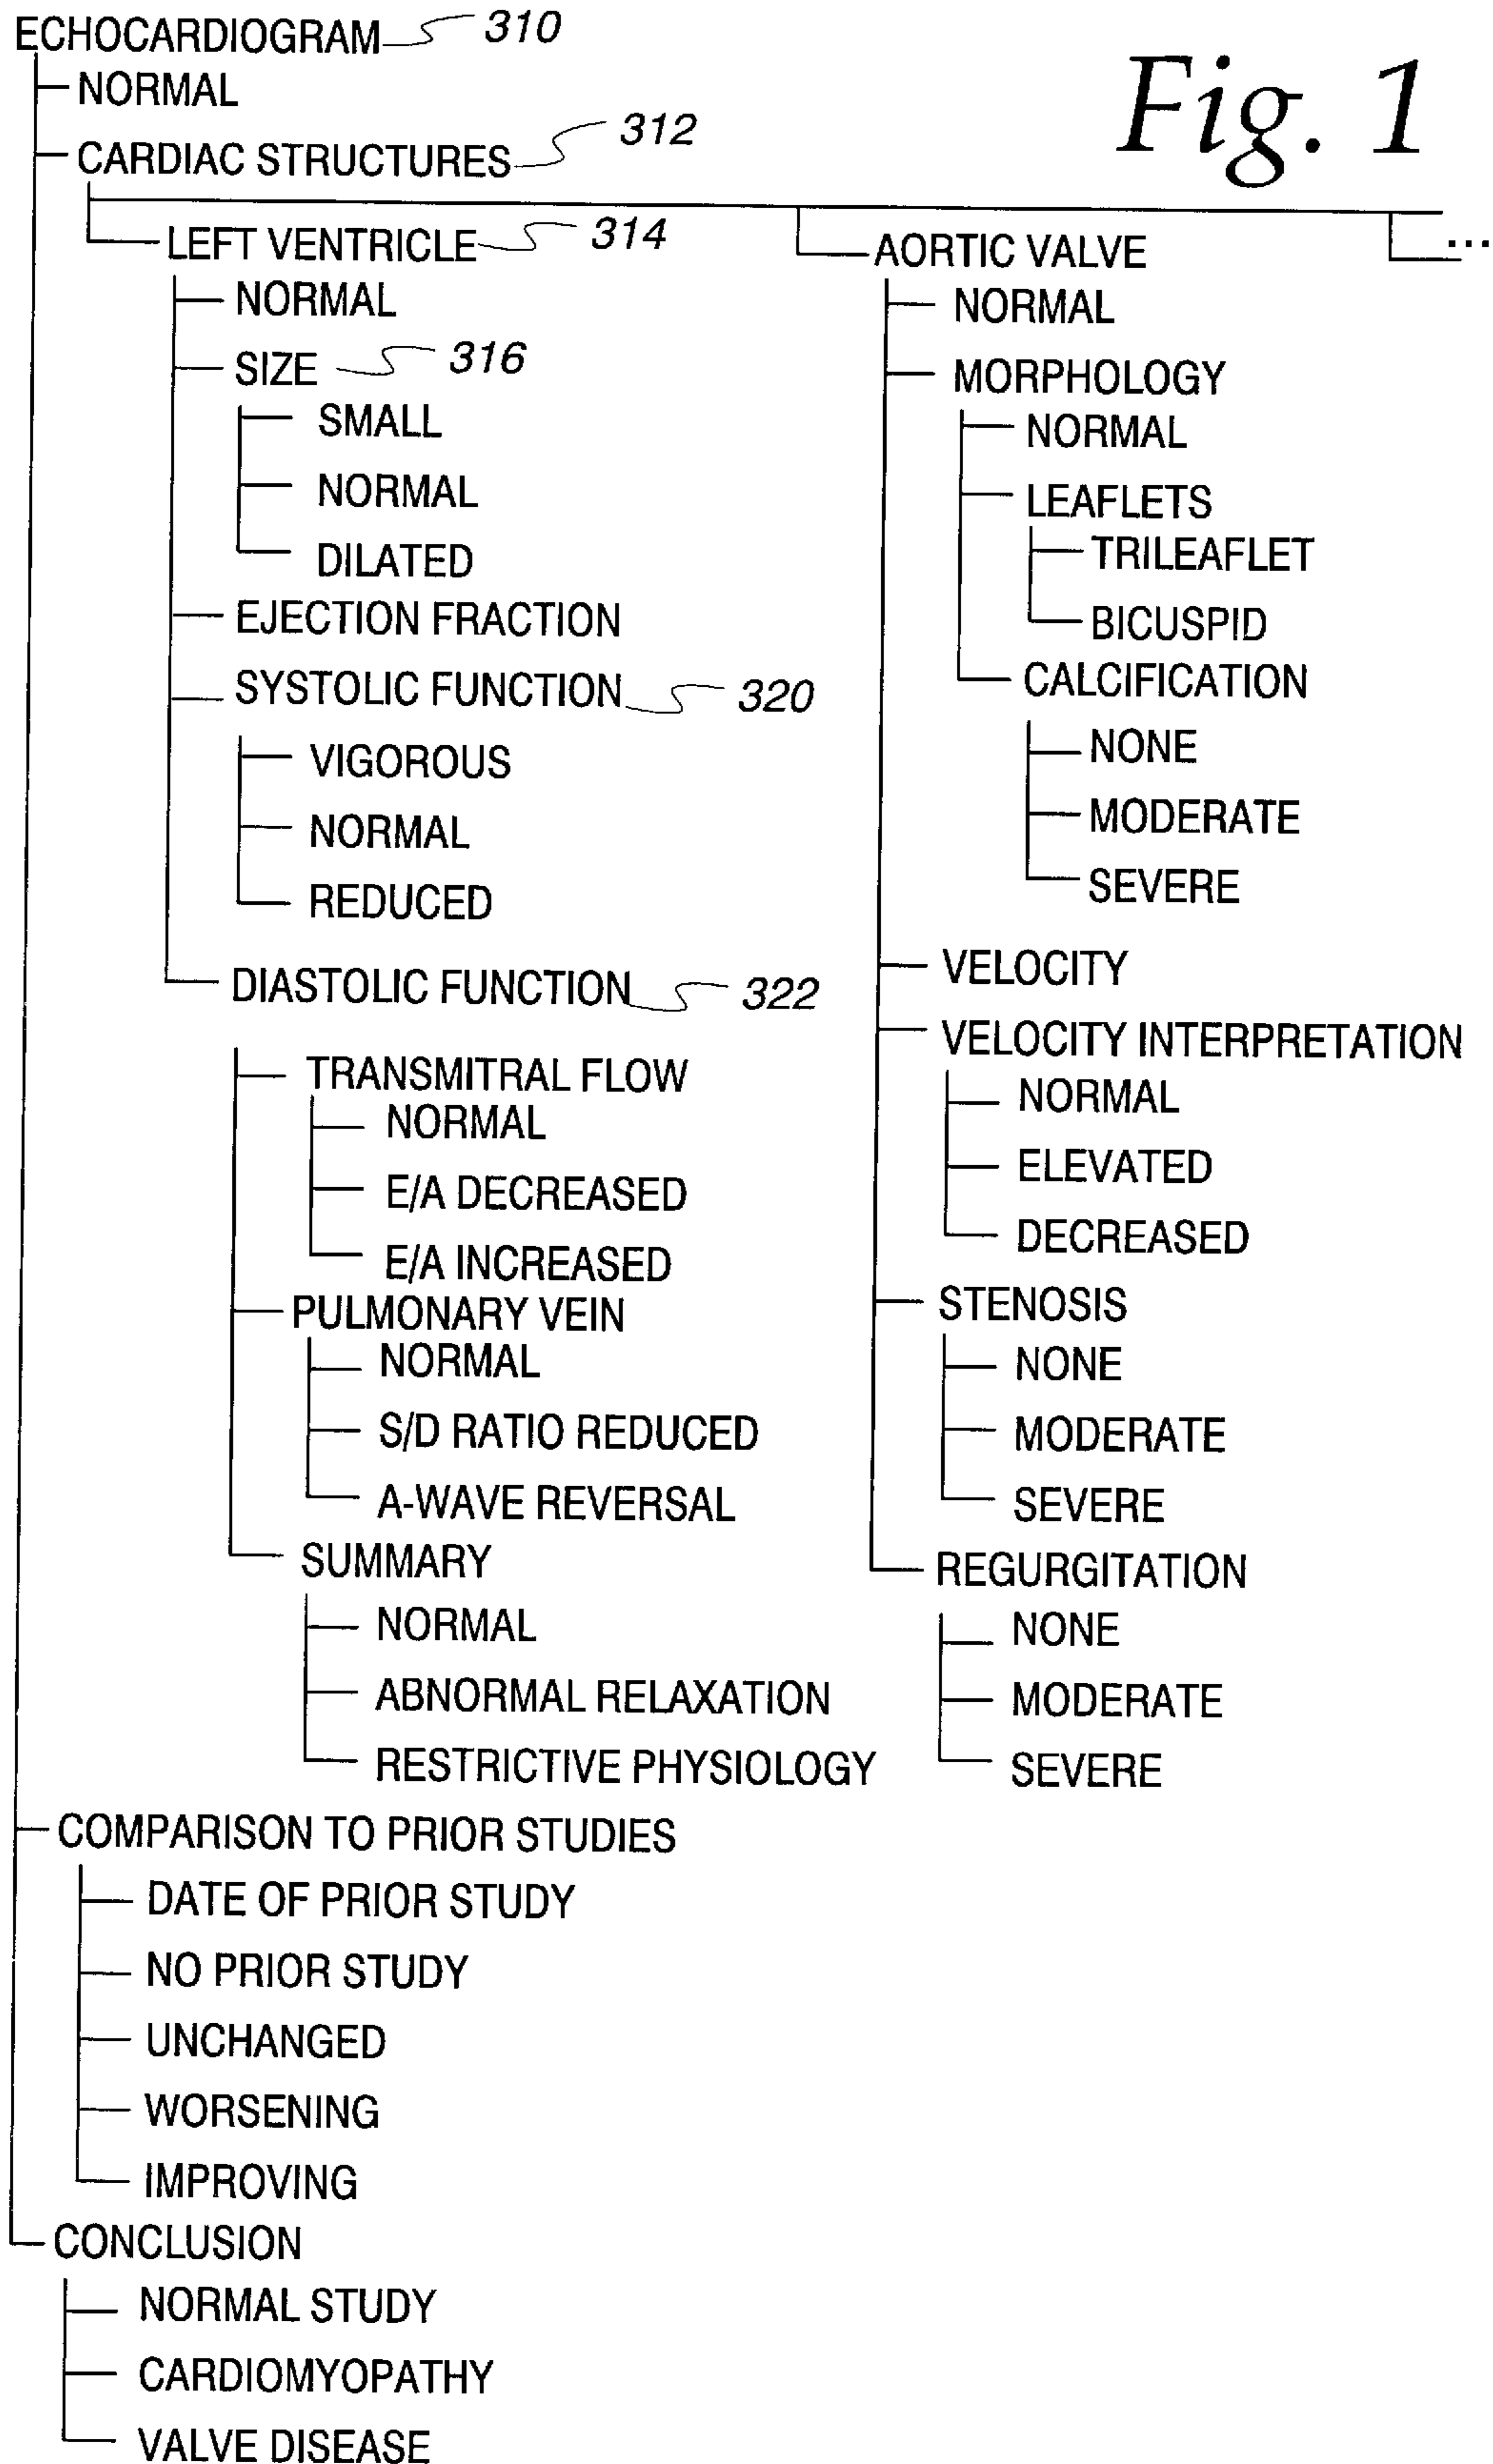 Fig. 1
ECHOCARDIOGRAM 310
NORMAL
CARDIAC STRUCTURES 312
LEFT VENTRICLE 314
NORMAL
SIZE 316
SMALL
NORMAL
DILATED
EJECTION FRACTION
SYSTOLIC FUNCTION 320
VIGOROUS
NORMAL
REDUCED
DIASTOLIC FUNCTION 322
TRANSMITRAL FLOW
NORMAL
E/A DECREASED
E/A INCREASED
PULMONARY VEIN
NORMAL
S/D RATIO REDUCED
A-WAVE REVERSAL
SUMMARY
NORMAL
ABNORMAL RELAXATION
RESTRICTIVE PHYSIOLOGY
AORTIC VALVE
NORMAL
MORPHOLOGY
NORMAL
LEAFLETS
TRILEAFLET
BICUSPID
CALCIFICATION
NONE
MODERATE
SEVERE
VELOCITY
VELOCITY INTERPRETATION
NORMAL
ELEVATED
DECREASED
STENOSIS
NONE
MODERATE
SEVERE
REGURGITATION
NONE
MODERATE
SEVERE
...
COMPARISON TO PRIOR STUDIES
DATE OF PRIOR STUDY
NO PRIOR STUDY
UNCHANGED
WORSENING
IMPROVING
CONCLUSION
NORMAL STUDY
CARDIOMYOPATHY
VALVE DISEASE